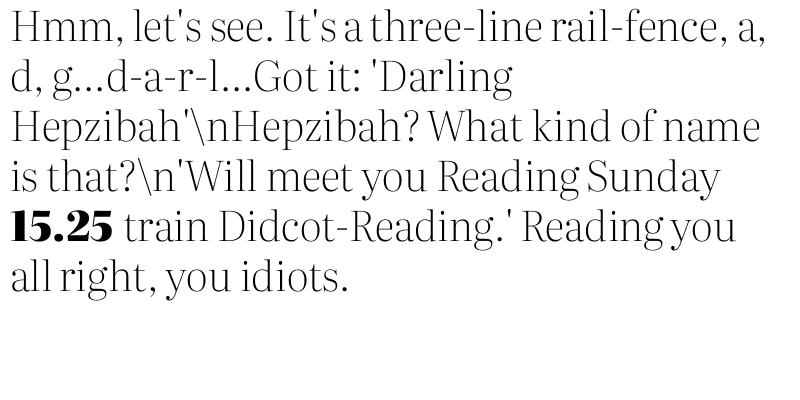 Hmm, let's see. It's a three-line rail-fence, a,
d, g...d-a-r-l...Got it: 'Darling
Hepzibah'\nHepzibah? What kind of name
is that?\n'Will meet you Reading Sunday
15.25 train Didcot-Reading.' Reading you
all right, you idiots.